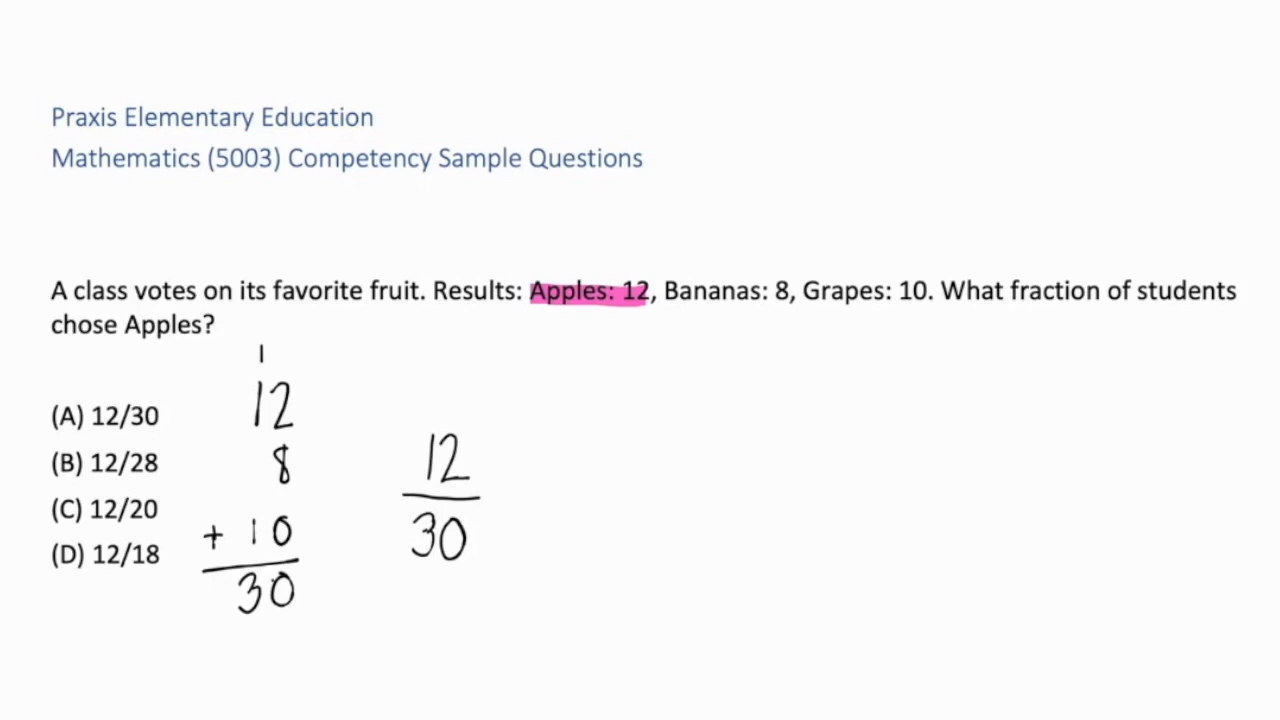 Praxis Elementary Education
Mathematics (5003) Competency Sample Questions
A class votes on its favorite fruit. Results: Apples: 12, Bananas: 8, Grapes: 10. What fraction of students
chose Apples?
(A) 12/30
(B) 12/28
(C) 12/20
(D) 12/18
1
12
8
+ 10
30
12
30